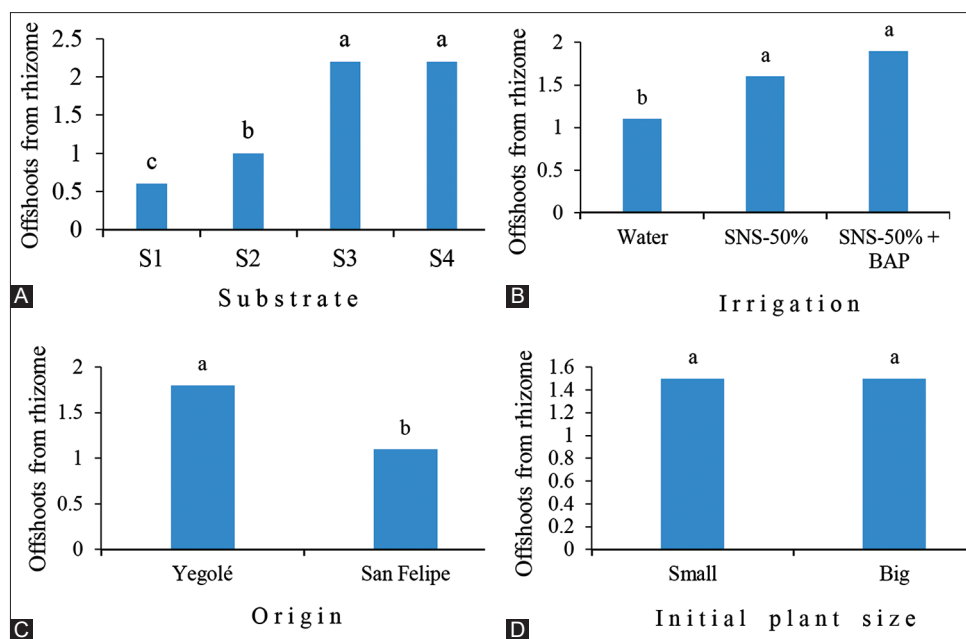 Offshoots from rhizome
2.5
2
1.5
1
0.5
0
c
b
a
a
S1
S2
S3
S4
Substrate
A
Offshoots from rhizome
2
1.5
1
0.5
0
b
a
a
Water
SNS-50%
SNS-50% +
BAP
Irrigation
B
Offshoots from rhizome
2
1.5
1
0.5
0
a
b
Yegolé
San Felipe
Origin
C
Offshoots from rhizome
1.6
1.4
1.2
1
0.8
0.6
0.4
0.2
0
a
a
Small
Big
Initial plant size
D